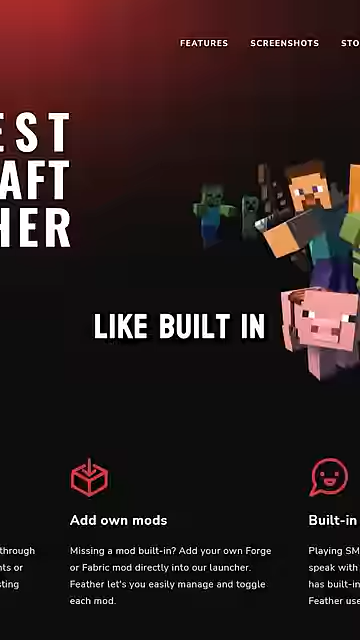 FEATURES SCREENSHOTS STO
EST
AFT
HER
LIKE BUILT IN
Add own mods
Missing a mod built-in? Add your own Forge
or Fabric mod directly into our launcher.
Feather let's you easily manage and toggle
each mod.
through
nts or
sting
Built-in
Playing SM
speak with
has built-in
Feather use